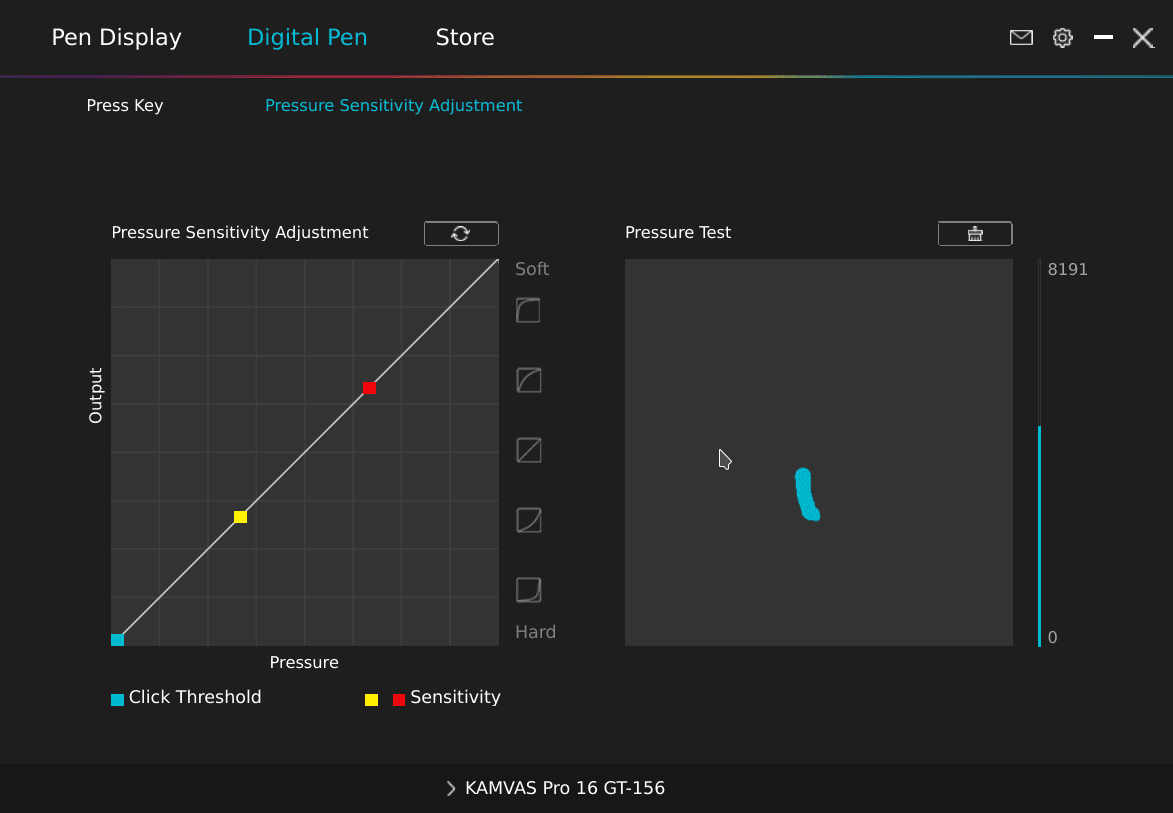 Pen Display
Digital Pen
Store
Press Key
Pressure Sensitivity Adjustment
Pressure Sensitivity Adjustment
Pressure Test
Soft
8191
Output
Hard
0
Pressure
Click Threshold
Sensitivity
KAMVAS Pro 16 GT-156